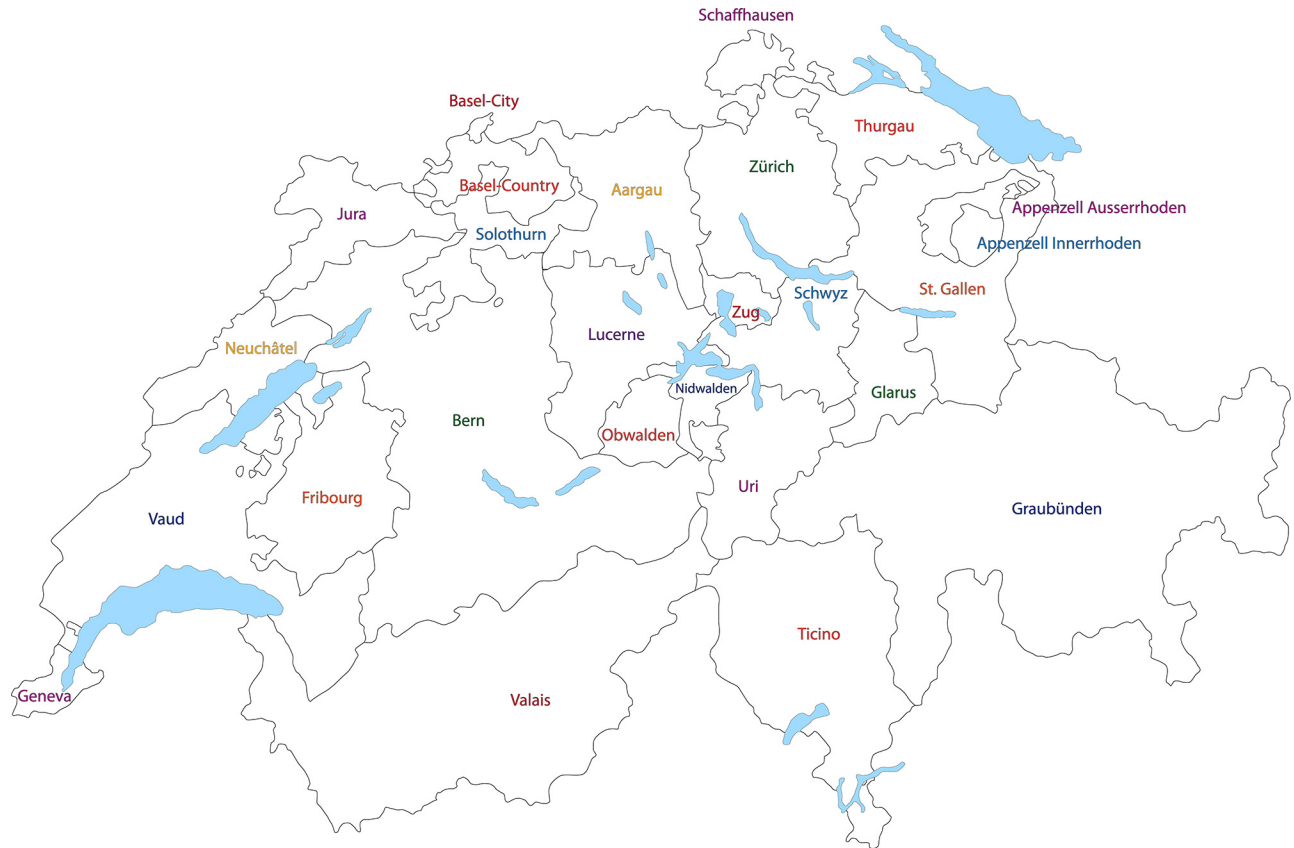 Schaffhausen
Basel-City
Thurgau
Zürich
Basel-Country
Aargau
Jura
Appenzell Ausserrhoden
Solothurn
Appenzell Innerrhoden
St. Gallen
Schwyz
Zug
Lucerne
Neuchâtel
Nidwalden
Glarus
Bern
Obwalden
Uri
Fribourg
Graubünden
Vaud
Ticino
Geneva
Valais